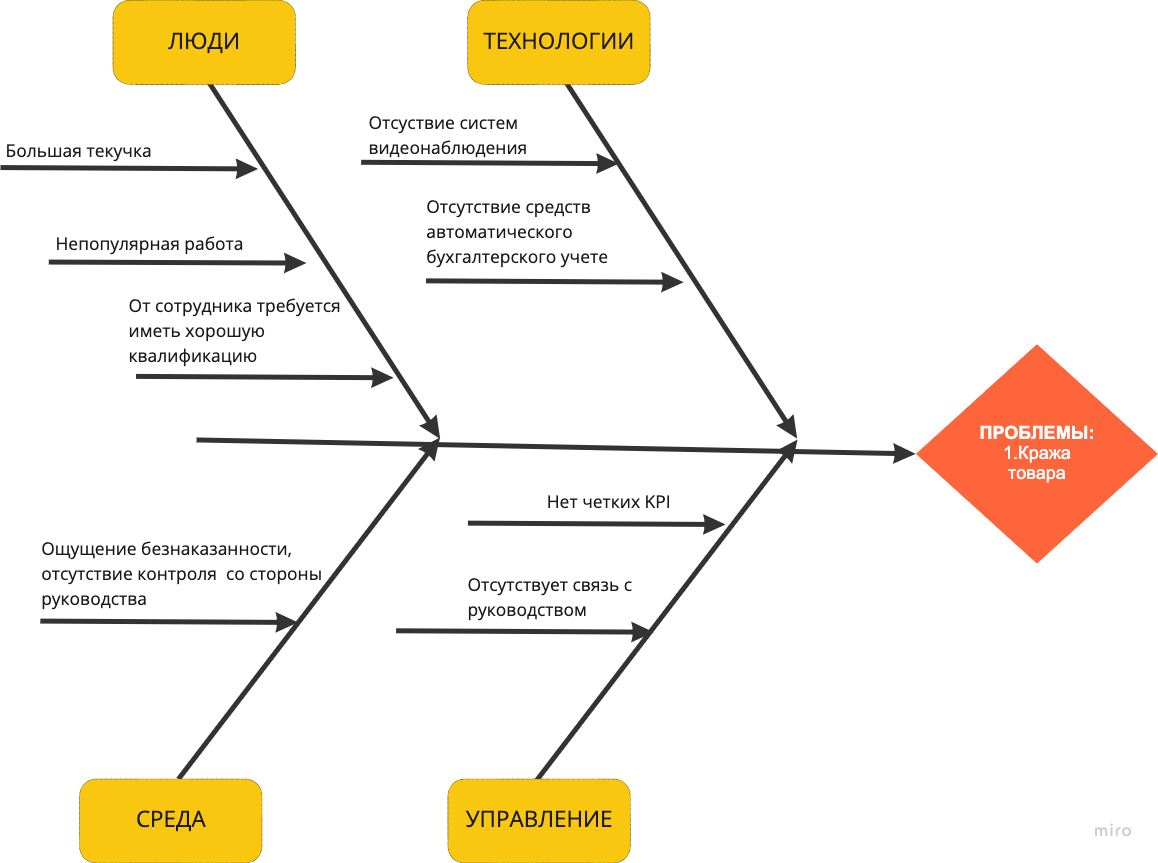 ЛЮДИ
ТЕХНОЛОГИИ
Большая текучка
Непопулярная работа
От сотрудника требуется
иметь хорошую
квалификацию
Отсуствие систем
видеонаблюдения
Отсутствие средств
автоматического
бухгалтерского учете
ПРОБЛЕМЫ:
1.Кража
товара
Ощущение безнаказанности,
отсутствие контроля  со стороны
руководства
Нет четких KPI
Отсутствует связь с
руководством
СРЕДА
УПРАВЛЕНИЕ
miro